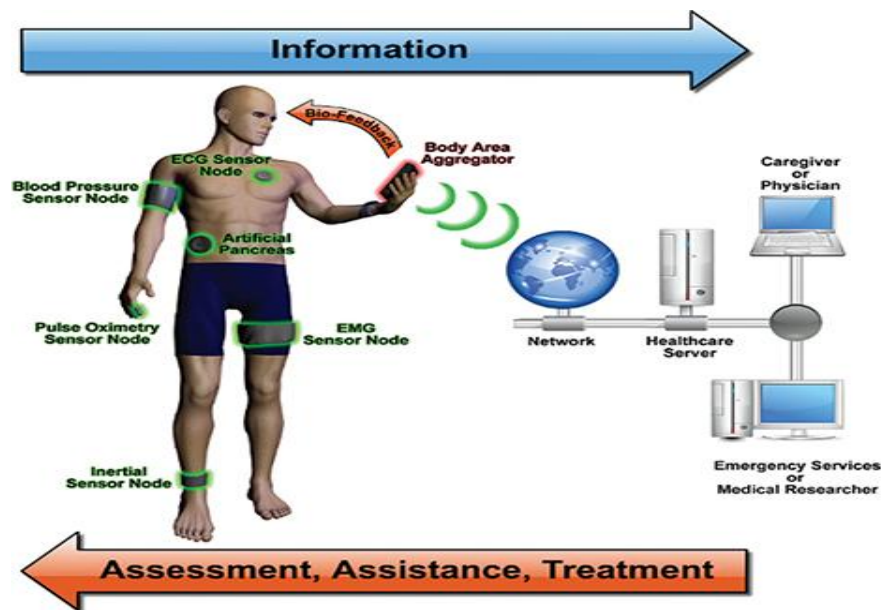 Information
Bio-Feedback
Body Area
Aggregator
ECG Sensor
Node
Blood Pressure
Sensor Node
Artificial
Pancreas
Pulse Oximetry
Sensor Node
EMG
Sensor Node
Inertial
Sensor Node
Caregiver
or
Physician
Network
Healthcare
Server
Emergency Services
or
Medical Researcher
Assessment, Assistance, Treatment